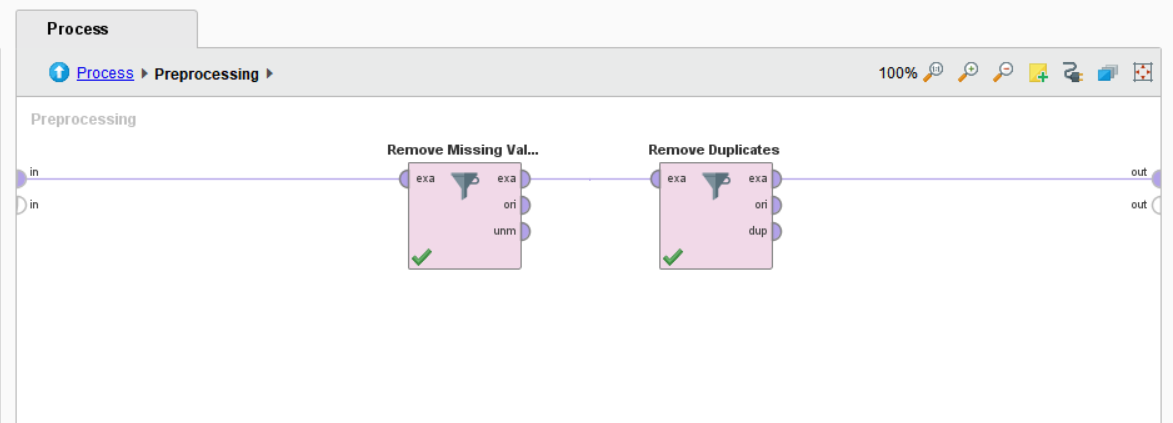 Process
Process Preprocessing
100%
Preprocessing
Remove Missing Val... Remove Duplicates
in exa exa exa exa out
in ori ori out
unm dup